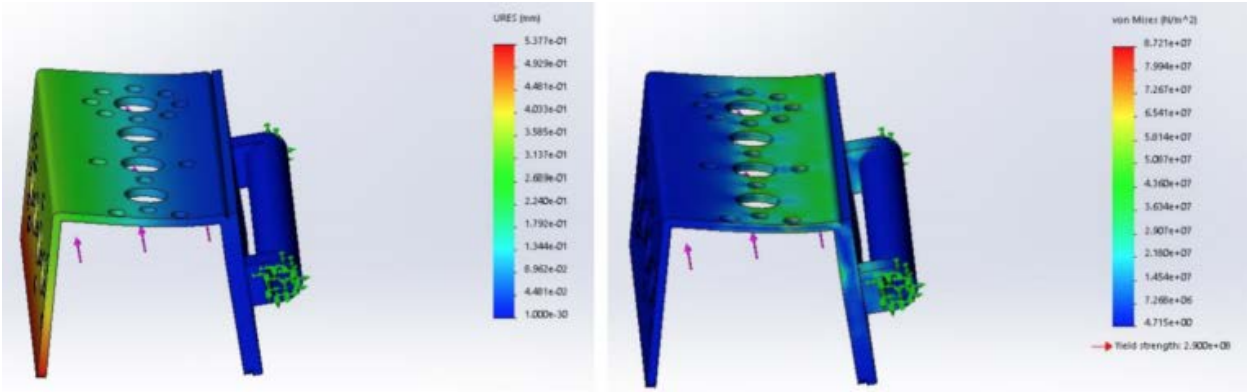 URES (mm)
5.377e-01
4.929e-01
4.481e-01
4.033e-01
3.585e-01
3.137e-01
2.689e-01
2.240e-01
1.792e-01
1.344e-01
8.962e-02
4.481e-02
1.000e-30
von Mises (N/m^2)
8.721e+07
7.994e+07
7.267e+07
6.541e+07
5.814e+07
5.087e+07
4.360e+07
3.634e+07
2.907e+07
2.180e+07
1.454e+07
7.268e+06
4.715e+00
Yield strength: 2.900e+08